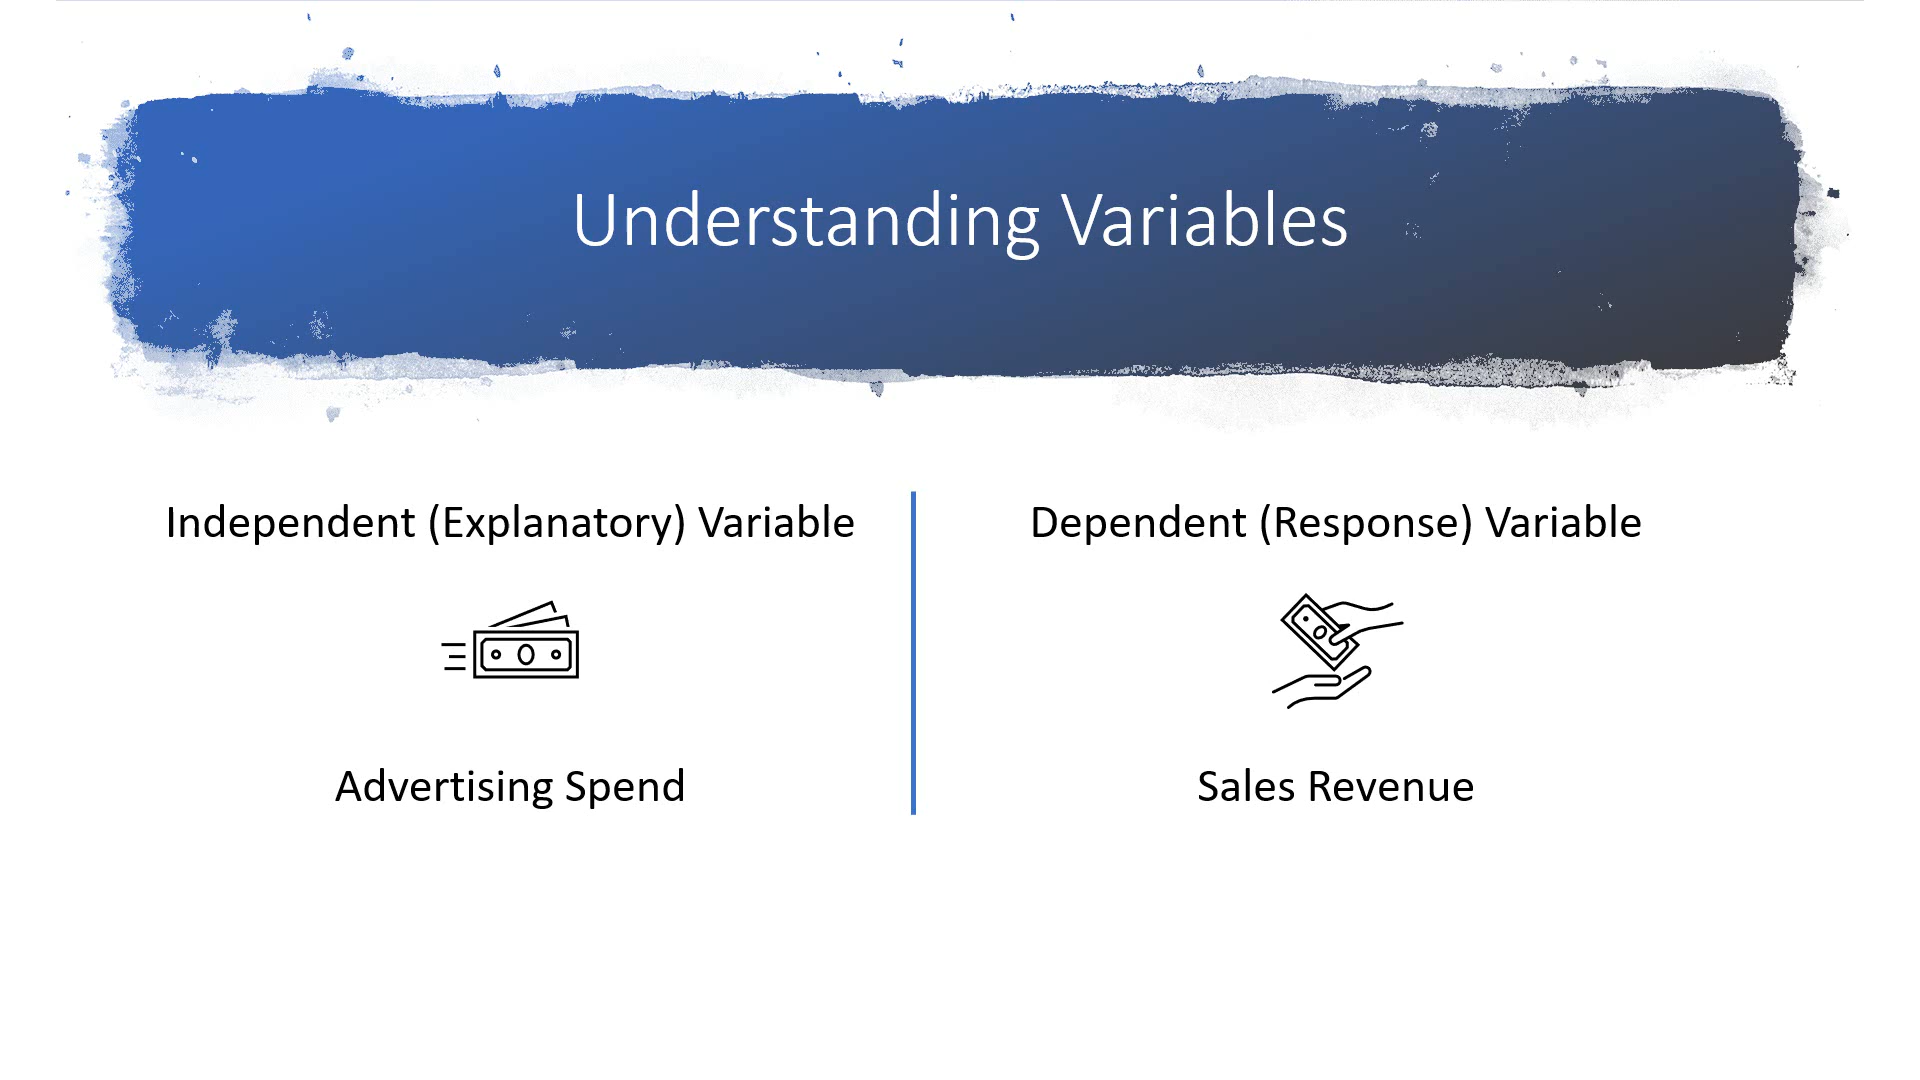 Understanding Variables
Independent (Explanatory) Variable
Advertising Spend
Dependent (Response) Variable
Sales Revenue